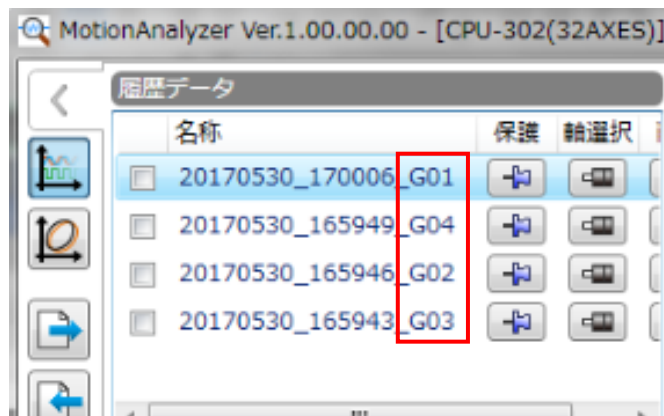 MotionAnalyzer Ver.1.00.00.00 - [CPU-302(32AXES)]
履歴データ
名称 保護 軸選択
20170530_170006_G01
20170530_165949_G04
20170530_165946_G02
20170530_165943_G03